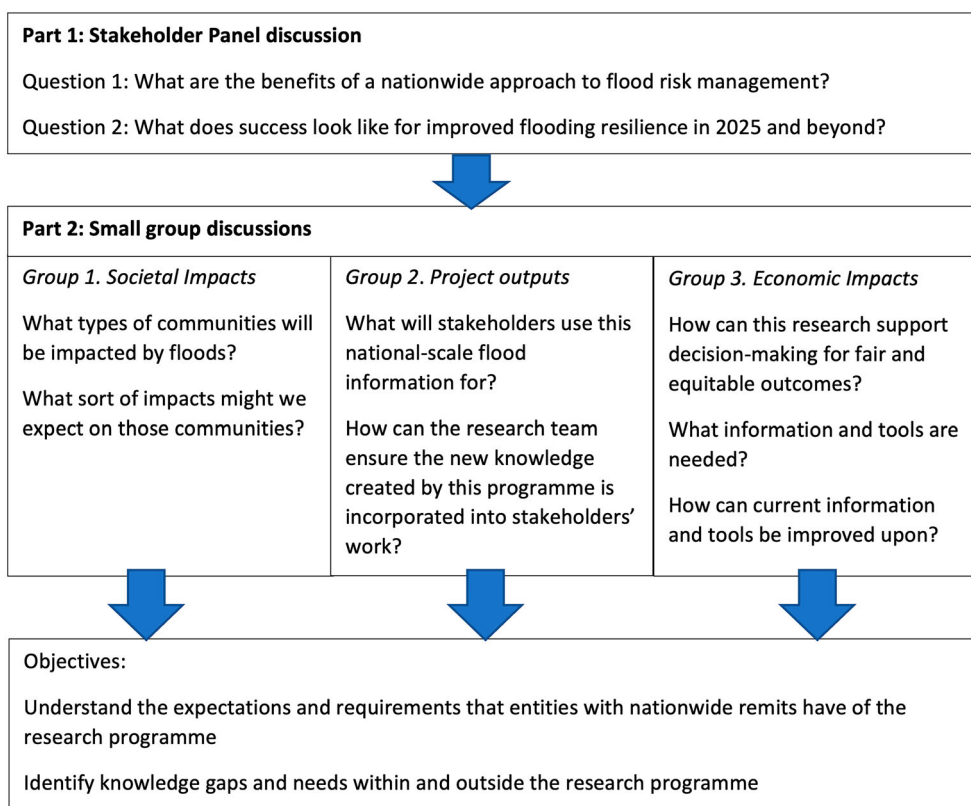 Part 1: Stakeholder Panel discussion
Question 1: What are the benefits of a nationwide approach to flood risk management?
Question 2: What does success look like for improved flooding resilience in 2025 and beyond?
Part 2: Small group discussions
Group 1. Societal Impacts
What types of communities will
be impacted by floods?
What sort of impacts might we
expect on those communities?
Group 2. Project outputs
What will stakeholders use this
national-scale flood
information for?
How can the research team
ensure the new knowledge
created by this programme is
incorporated into stakeholders’
work?
Group 3. Economic Impacts
How can this research support
decision-making for fair and
equitable outcomes?
What information and tools are
needed?
How can current information
and tools be improved upon?
Objectives:
Understand the expectations and requirements that entities with nationwide remits have of the
research programme
Identify knowledge gaps and needs within and outside the research programme